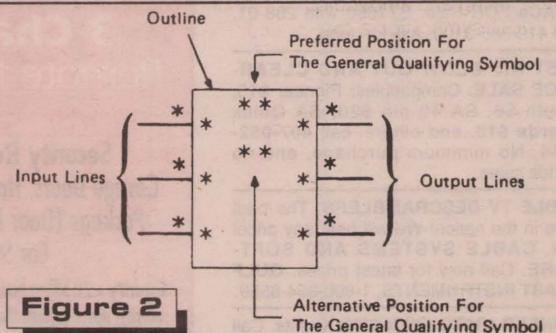 Outline
Preferred Position For
The General Qualifying Symbol
* * * *
* *
* * * *
* *
Input Lines
Output Lines
* *
* *
Figure 2
Alternative Position For
The General Qualifying Symbol